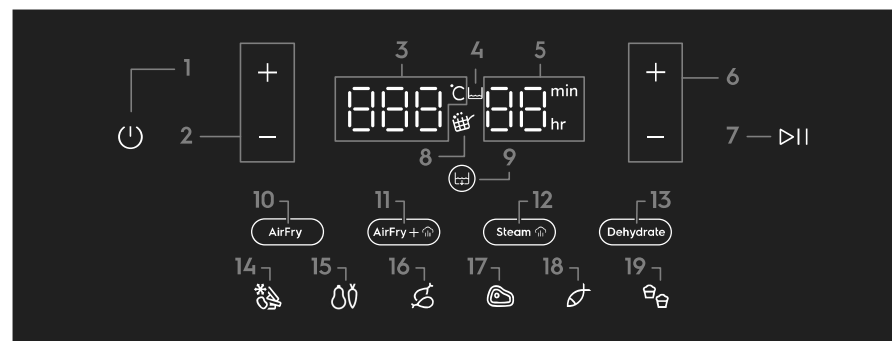 3 4 5
1 + + 6
888 °C 88 min
hr
2 − − 7
8 9
10 11 12 13
AirFry AirFry + Steam Dehydrate
14 15 16 17 18 19